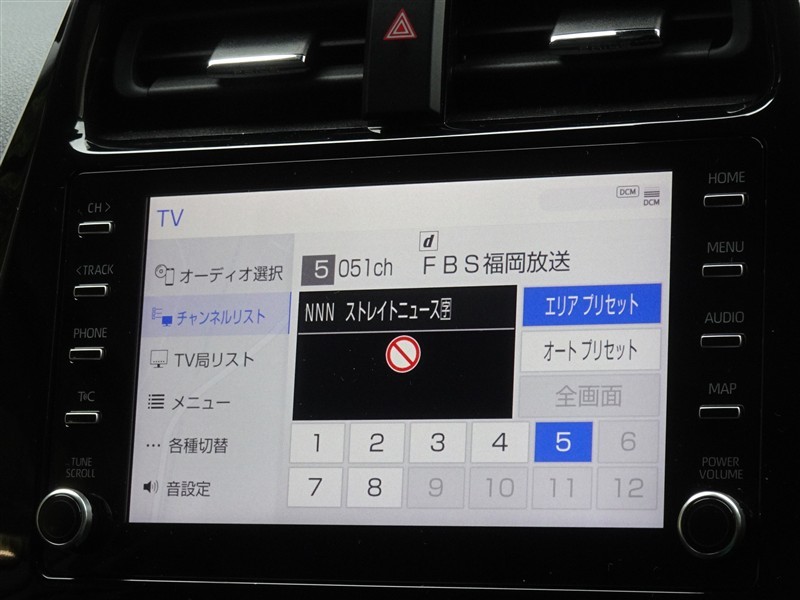 CH >
< TRACK
PHONE
T*C
TUNE
SCROLL
TV
DCM
DCM
オーディオ選択
チャンネルリスト
TV局リスト
メニュー
各種切替
音設定
d
5 051ch FBS福岡放送
NNN ストレイトニュース字
エリア プリセット
オート プリセット
全画面
1 2 3 4 5 6
7 8 9 10 11 12
HOME
MENU
AUDIO
MAP
POWER
VOLUME